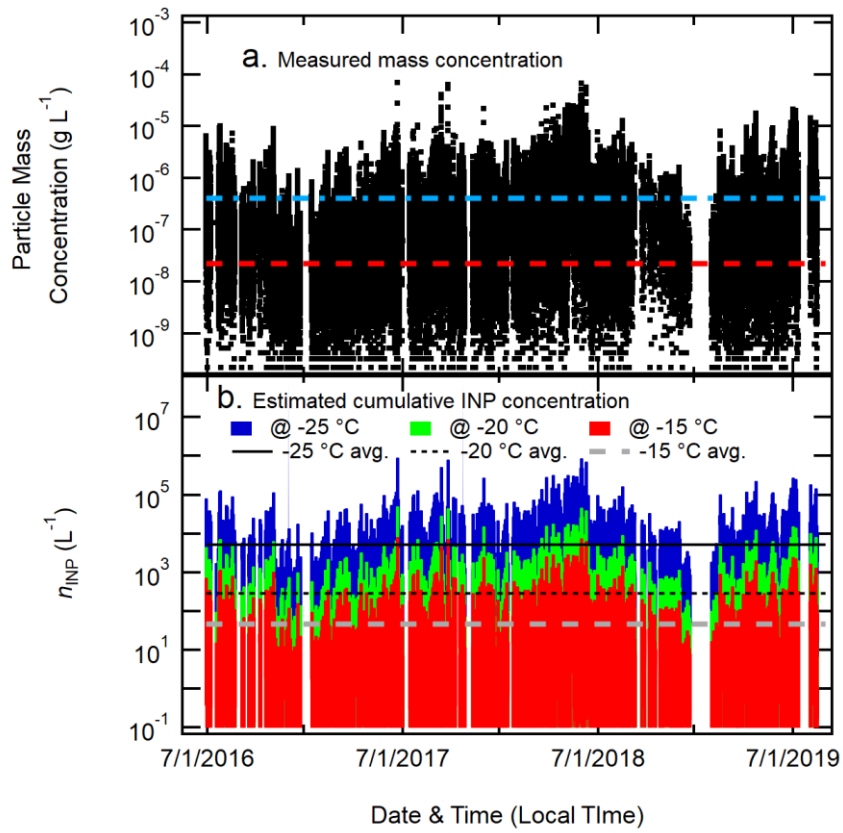 a. Measured mass concentration
Particle Mass
Concentration (g L⁻¹)
10⁻³
10⁻⁴
10⁻⁵
10⁻⁶
10⁻⁷
10⁻⁸
10⁻⁹
b. Estimated cumulative INP concentration
@ -25 °C @ -20 °C @ -15 °C
-25 °C avg. -20 °C avg. -15 °C avg.
nINP (L⁻¹)
10⁷
10⁵
10³
10¹
10⁻¹
7/1/2016 7/1/2017 7/1/2018 7/1/2019
Date & Time (Local TIme)